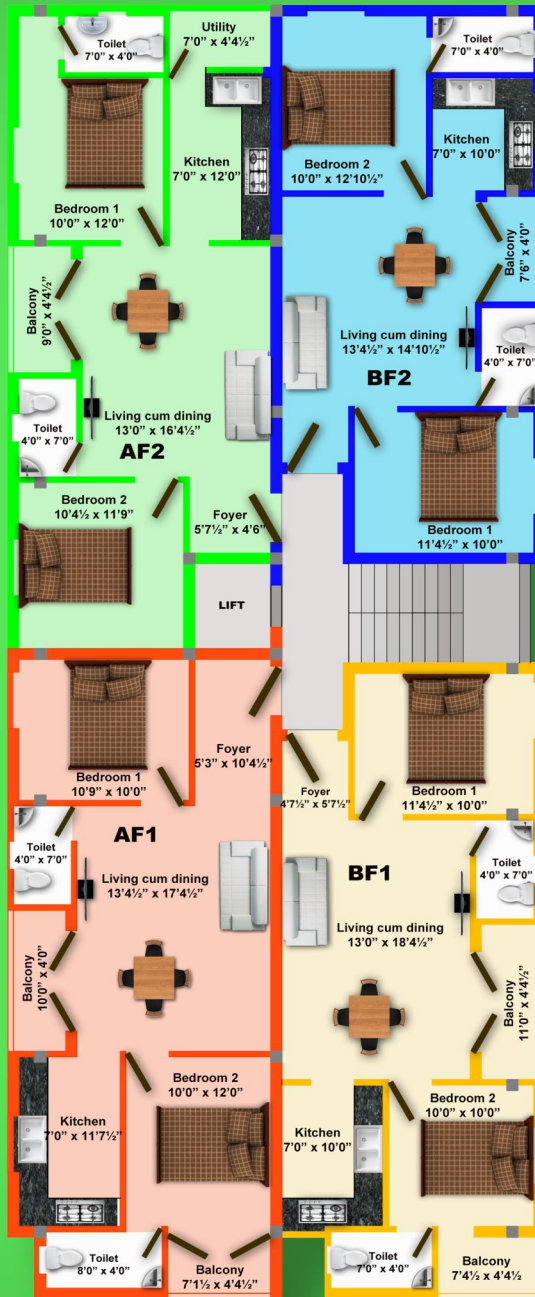 Utility
7'0" x 4'4½"
Toilet
7'0" x 4'0"
Kitchen
7'0" x 12'0"
Bedroom 1
10'0" x 12'0"
Balcony
9'0" x 4'4½"
Living cum dining
13'0" x 16'4½"
AF2
Toilet
4'0" x 7'0"
Bedroom 2
10'4½ x 11'9"
Foyer
5'7½" x 4'6"
LIFT
Toilet
7'0" x 4'0"
Bedroom 2
10'0" x 12'10½"
Kitchen
7'0" x 10'0"
Balcony
7'6" x 4'0"
Living cum dining
13'4½" x 14'10½"
BF2
Toilet
4'0" x 7'0"
Bedroom 1
11'4½" x 10'0"
Bedroom 1
10'9" x 10'0"
Foyer
5'3" x 10'4½"
AF1
Toilet
4'0" x 7'0"
Living cum dining
13'4½" x 17'4½"
Balcony
10'0" x 4'0"
Kitchen
7'0" x 11'7½"
Bedroom 2
10'0" x 12'0"
Toilet
8'0" x 4'0"
Balcony
7'1½ x 4'4½"
Foyer
4'7½" x 5'7½"
Bedroom 1
11'4½" x 10'0"
BF1
Toilet
4'0" x 7'0"
Living cum dining
13'0" x 18'4½"
Balcony
11'0" x 4'4½"
Kitchen
7'0" x 10'0"
Bedroom 2
10'0" x 10'0"
Toilet
7'0" x 4'0"
Balcony
7'4½ x 4'4½